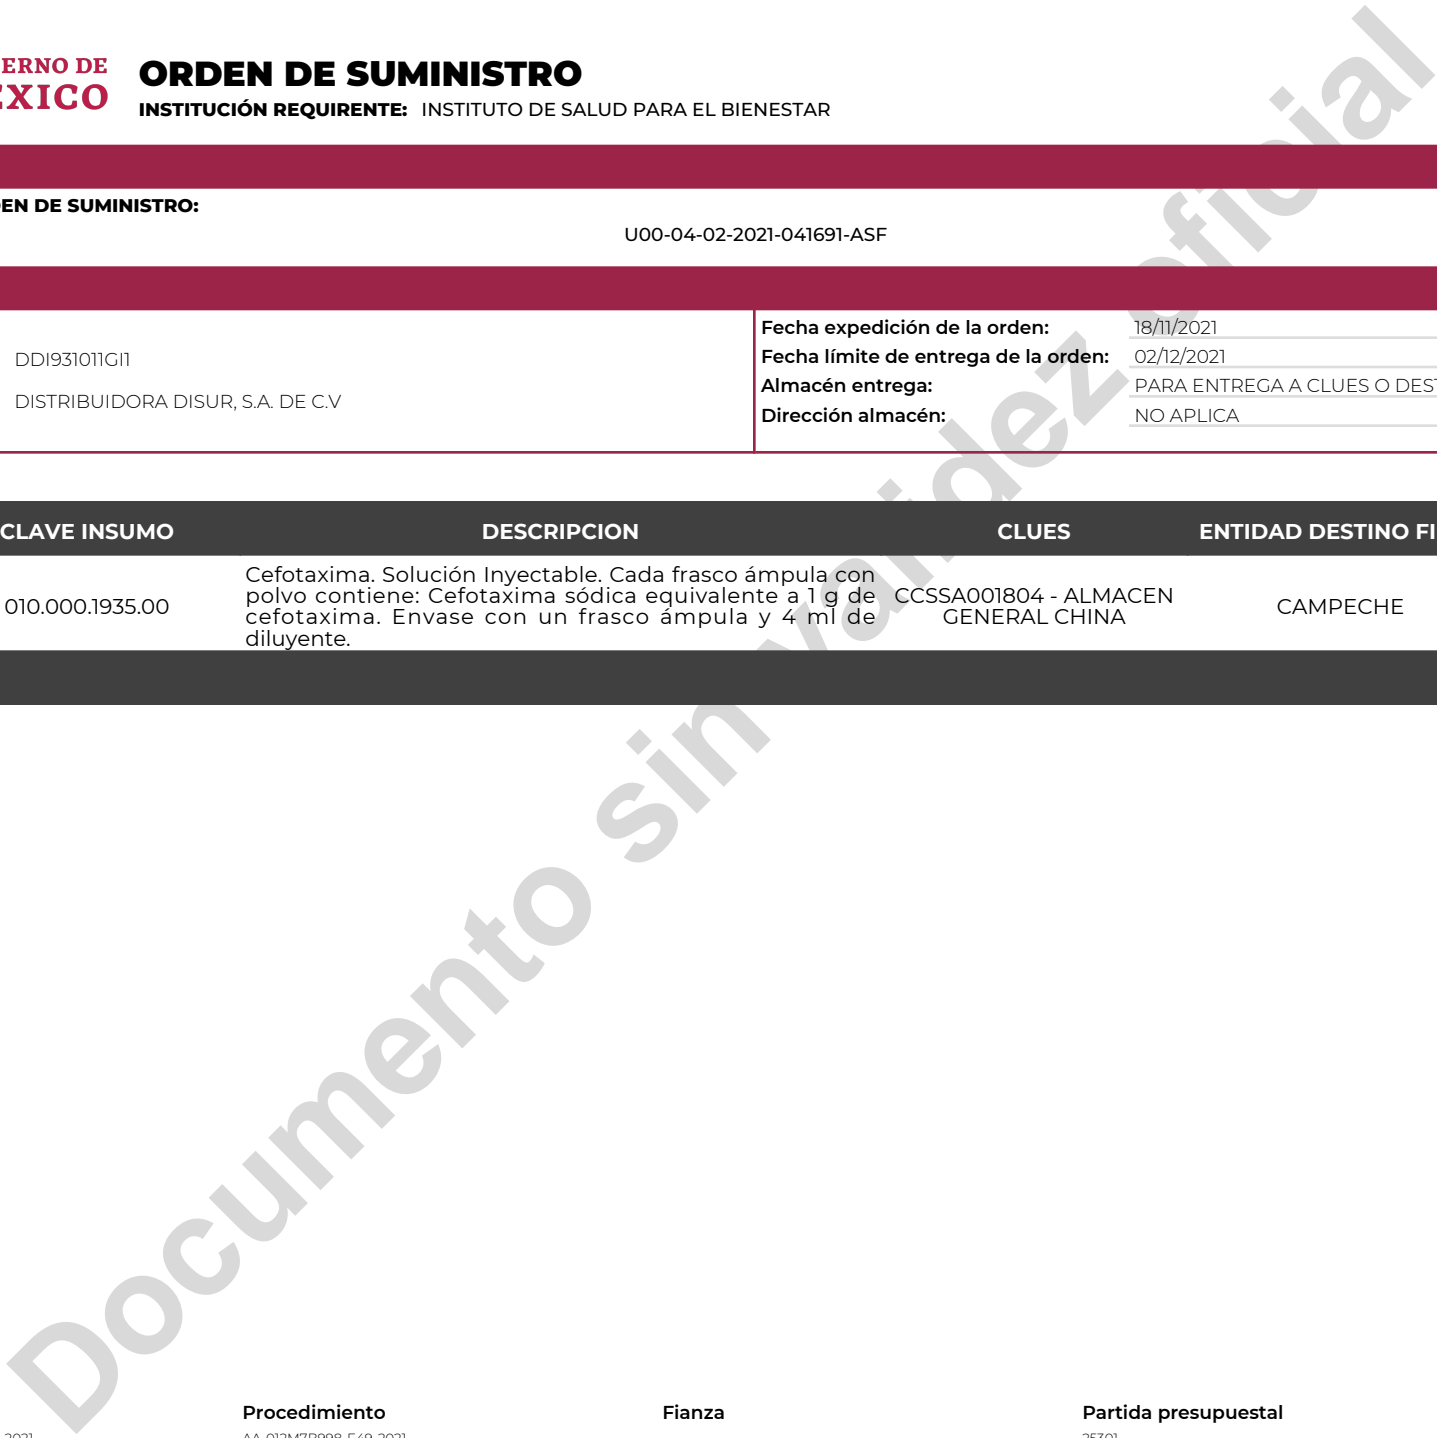 ERNO DE
EXICO
ORDEN DE SUMINISTRO
INSTITUCIÓN REQUIRENTE: INSTITUTO DE SALUD PARA EL BIENESTAR
EN DE SUMINISTRO:
U00-04-02-2021-041691-ASF
DDI931011GI1
DISTRIBUIDORA DISUR, S.A. DE C.V
Fecha expedición de la orden: 18/11/2021
Fecha límite de entrega de la orden: 02/12/2021
Almacén entrega: PARA ENTREGA A CLUES O DEST
Dirección almacén: NO APLICA
CLAVE INSUMO DESCRIPCION CLUES ENTIDAD DESTINO FI
010.000.1935.00
Cefotaxima. Solución Inyectable. Cada frasco ámpula con
polvo contiene: Cefotaxima sódica equivalente a 1 g de
cefotaxima. Envase con un frasco ámpula y 4 ml de
diluyente.
CCSSA001804 - ALMACEN
GENERAL CHINA
CAMPECHE
Documento sin validez oficial
Procedimiento Fianza Partida presupuestal